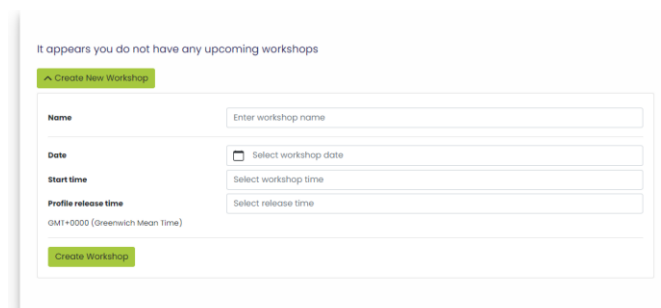 It appears you do not have any upcoming workshops
Create New Workshop
Name
Enter workshop name
Date
Select workshop date
Start time
Select workshop time
Profile release time
Select release time
GMT+0000 (Greenwich Mean Time)
Create Workshop